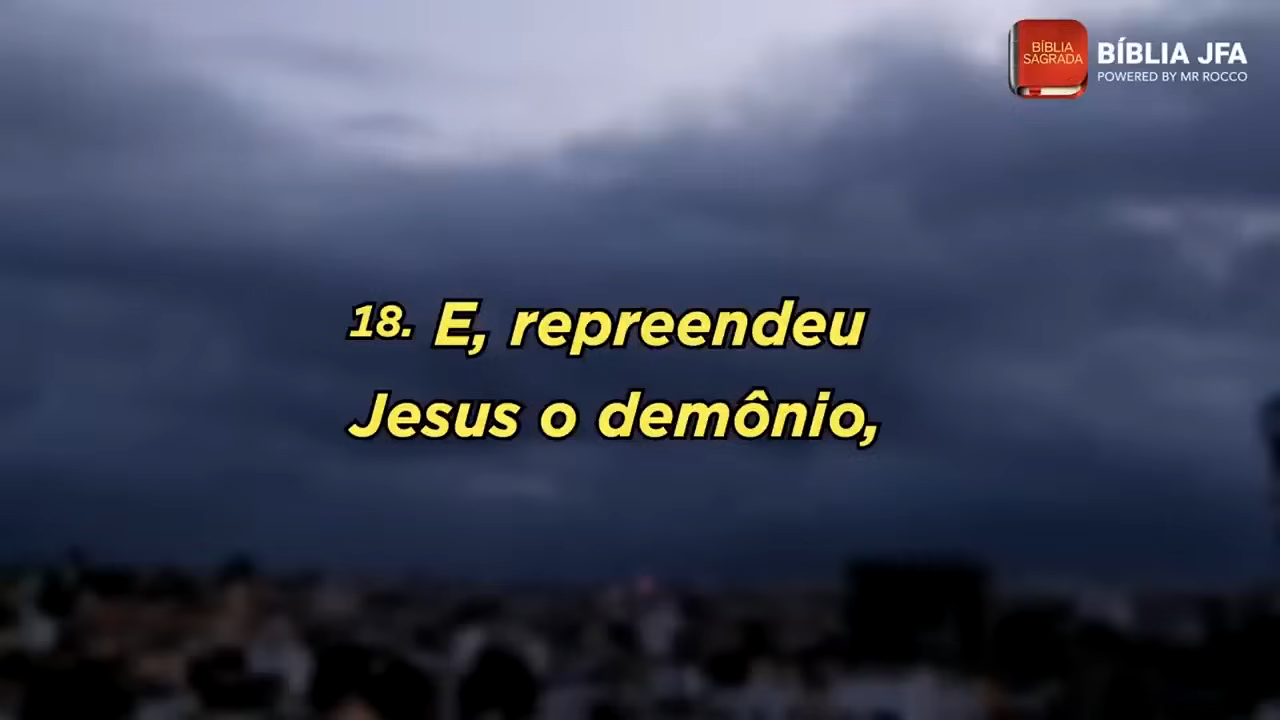 BÍBLIA
SAGRADA
BÍBLIA JFA
POWERED BY MR ROCCO
18. E, repreendeu
Jesus o demônio,